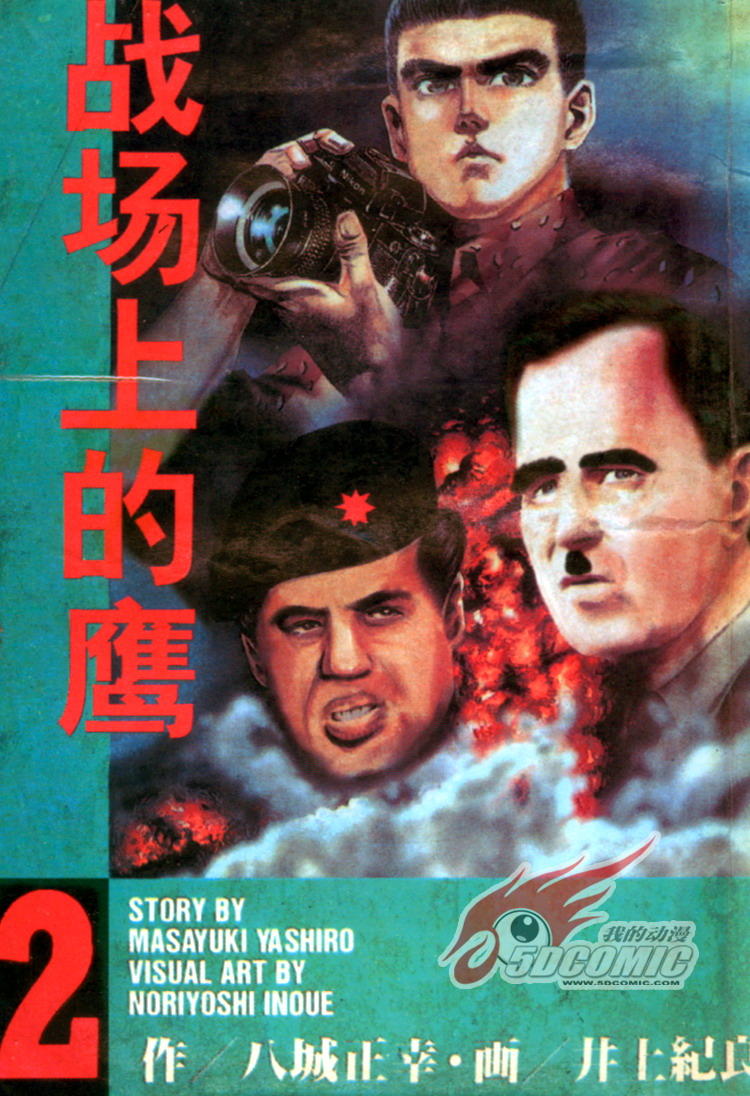 战场上的鹰
Nikon
2
STORY BY
MASAYUKI YASHIRO
VISUAL ART BY
NORIYOSHI INOUE
作/八城正幸·画/井上紀良
我的动漫
5DCOMIC
WWW.5DCOMIC.COM